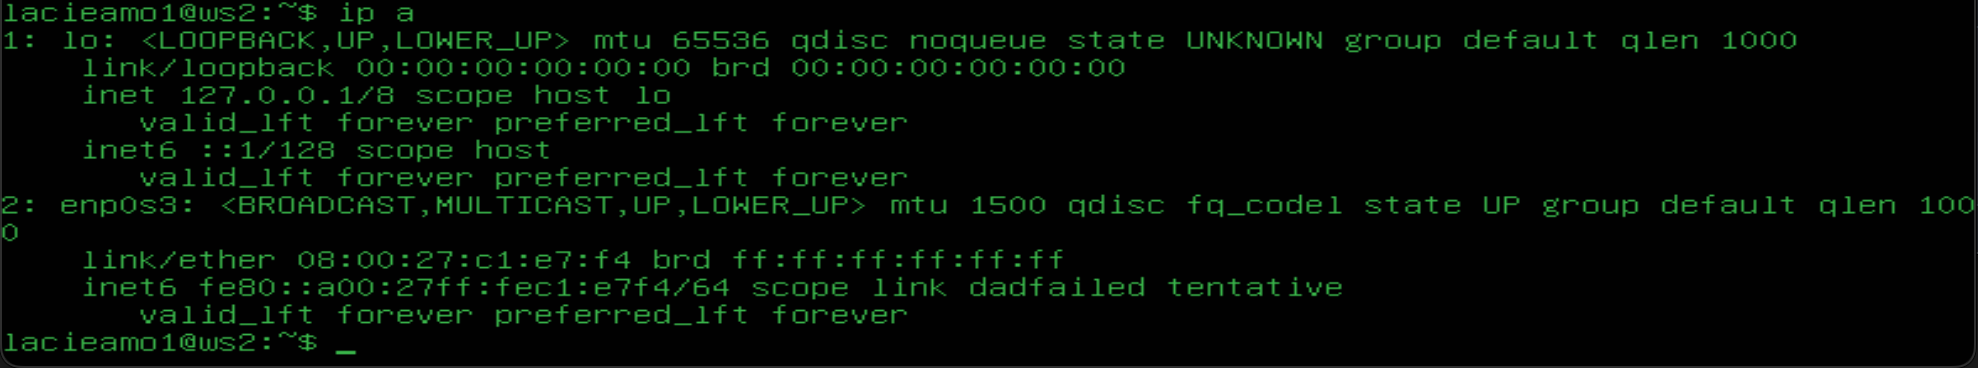 lacieamo1@ws2:~$ ip a
1: lo: <LOOPBACK,UP,LOWER_UP> mtu 65536 qdisc noqueue state UNKNOWN group default qlen 1000
    link/loopback 00:00:00:00:00:00 brd 00:00:00:00:00:00
    inet 127.0.0.1/8 scope host lo
       valid_lft forever preferred_lft forever
    inet6 ::1/128 scope host
       valid_lft forever preferred_lft forever
2: enp0s3: <BROADCAST,MULTICAST,UP,LOWER_UP> mtu 1500 qdisc fq_codel state UP group default qlen 100
0
    link/ether 08:00:27:c1:e7:f4 brd ff:ff:ff:ff:ff:ff
    inet6 fe80::a00:27ff:fec1:e7f4/64 scope link dadfailed tentative
       valid_lft forever preferred_lft forever
lacieamo1@ws2:~$ _